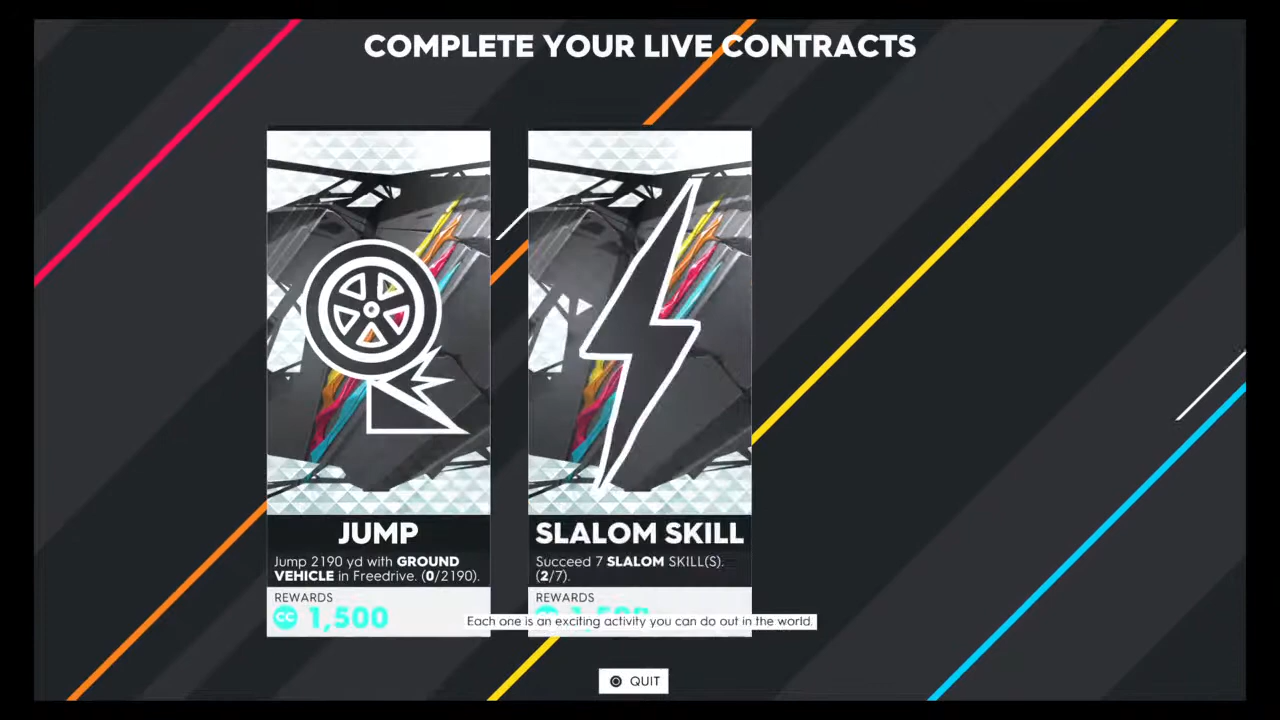 COMPLETE YOUR LIVE CONTRACTS
JUMP
Jump 2190 yd with GROUND
VEHICLE in Freedrive. (0/2190).
REWARDS
CC 1,500
SLALOM SKILL
Succeed 7 SLALOM SKILL(S).
(2/7).
REWARDS
Each one is an exciting activity you can do out in the world.
QUIT